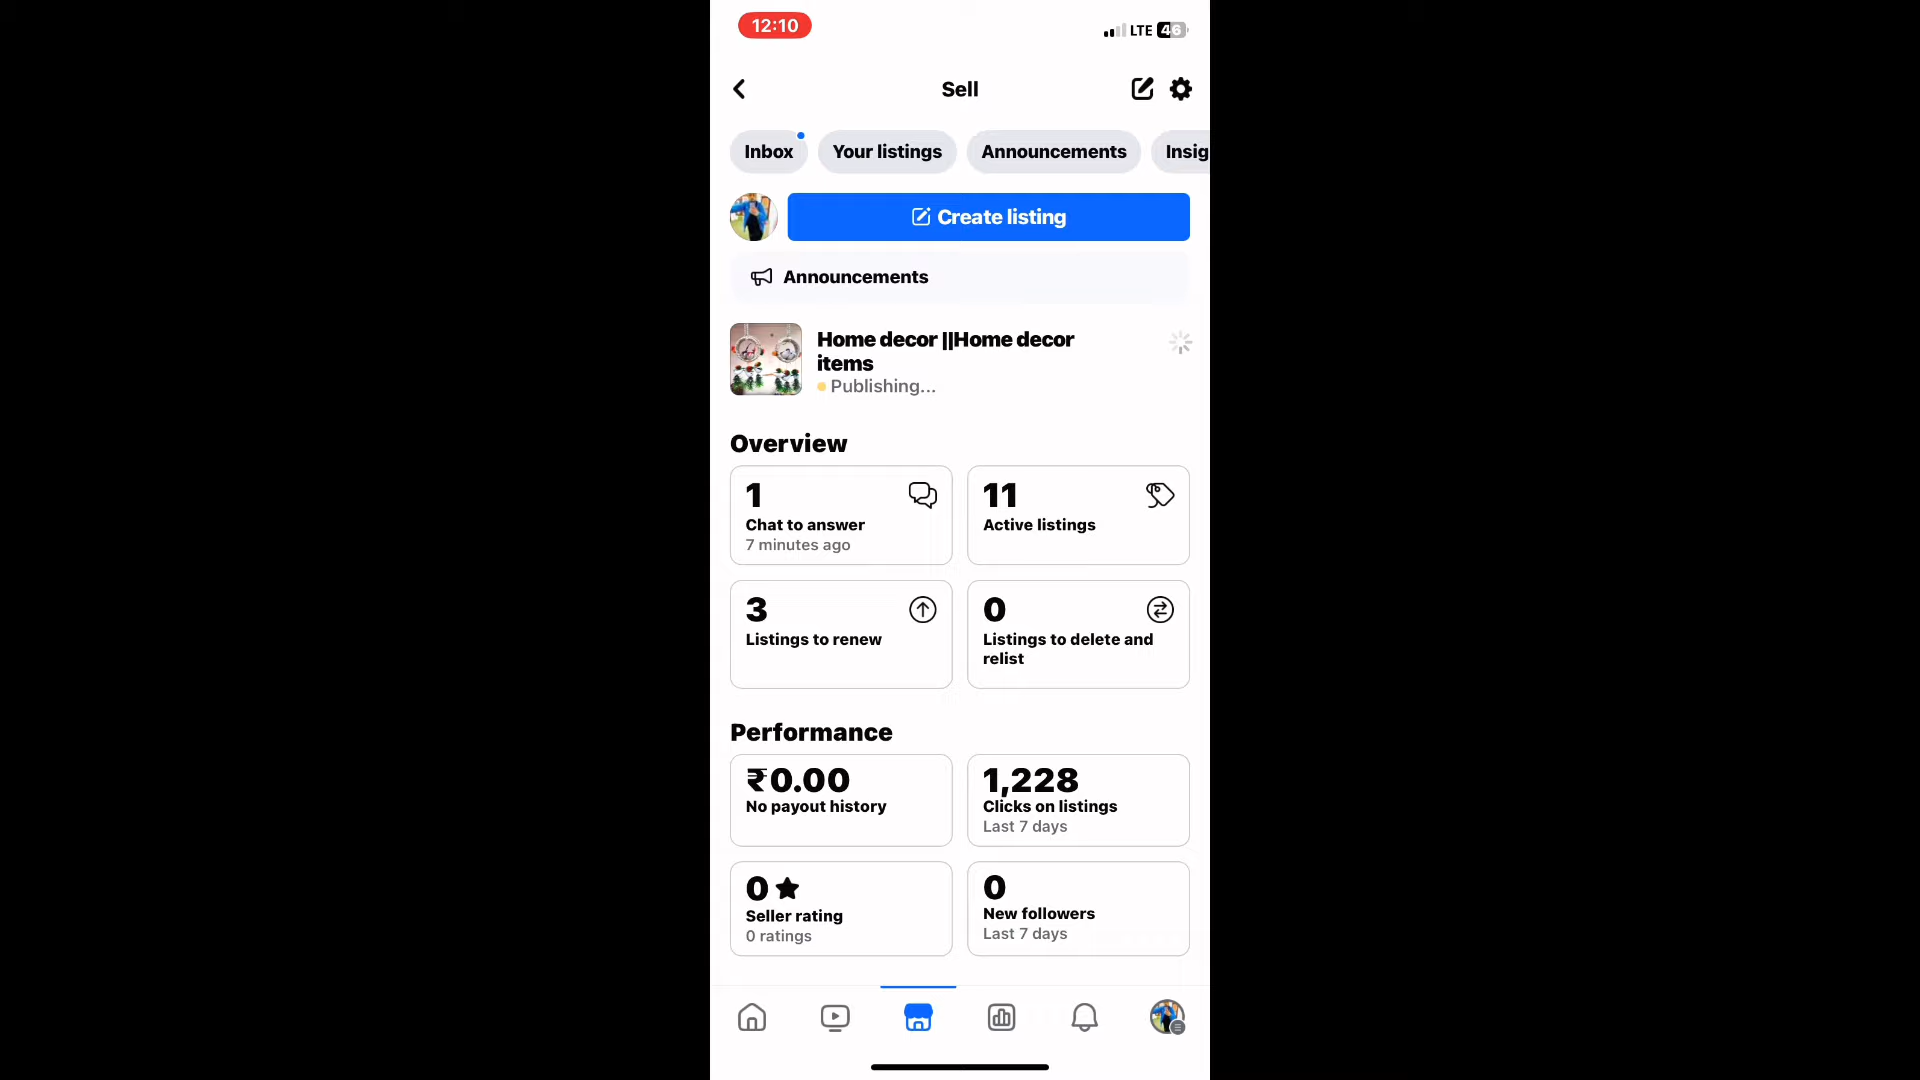 12:10
LTE 46
Sell
Inbox
Your listings
Announcements
Insig
Create listing
Announcements
Home decor ||Home decor
items
Publishing...
Overview
1
Chat to answer
7 minutes ago
11
Active listings
3
Listings to renew
0
Listings to delete and
relist
Performance
₹0.00
No payout history
1,228
Clicks on listings
Last 7 days
0
Seller rating
0 ratings
0
New followers
Last 7 days